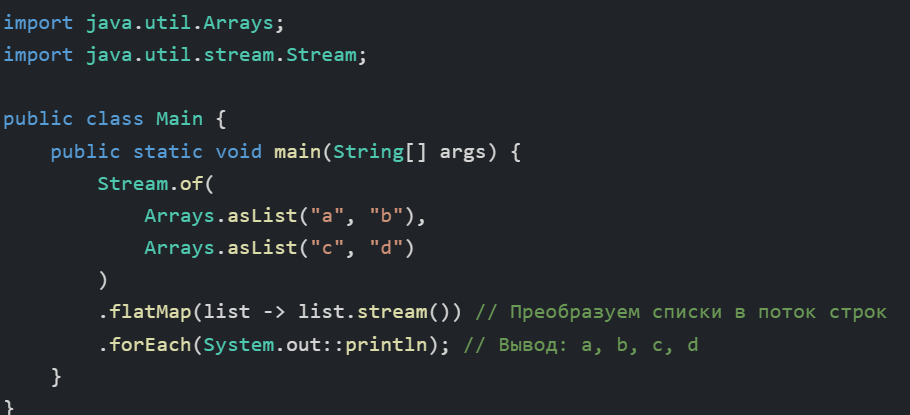 import java.util.Arrays;
import java.util.stream.Stream;
public class Main {
    public static void main(String[] args) {
        Stream.of(
            Arrays.asList("a", "b"),
            Arrays.asList("c", "d")
        )
        .flatMap(list -> list.stream()) // Преобразуем списки в поток строк
        .forEach(System.out::println); // Вывод: a, b, c, d
    }
}